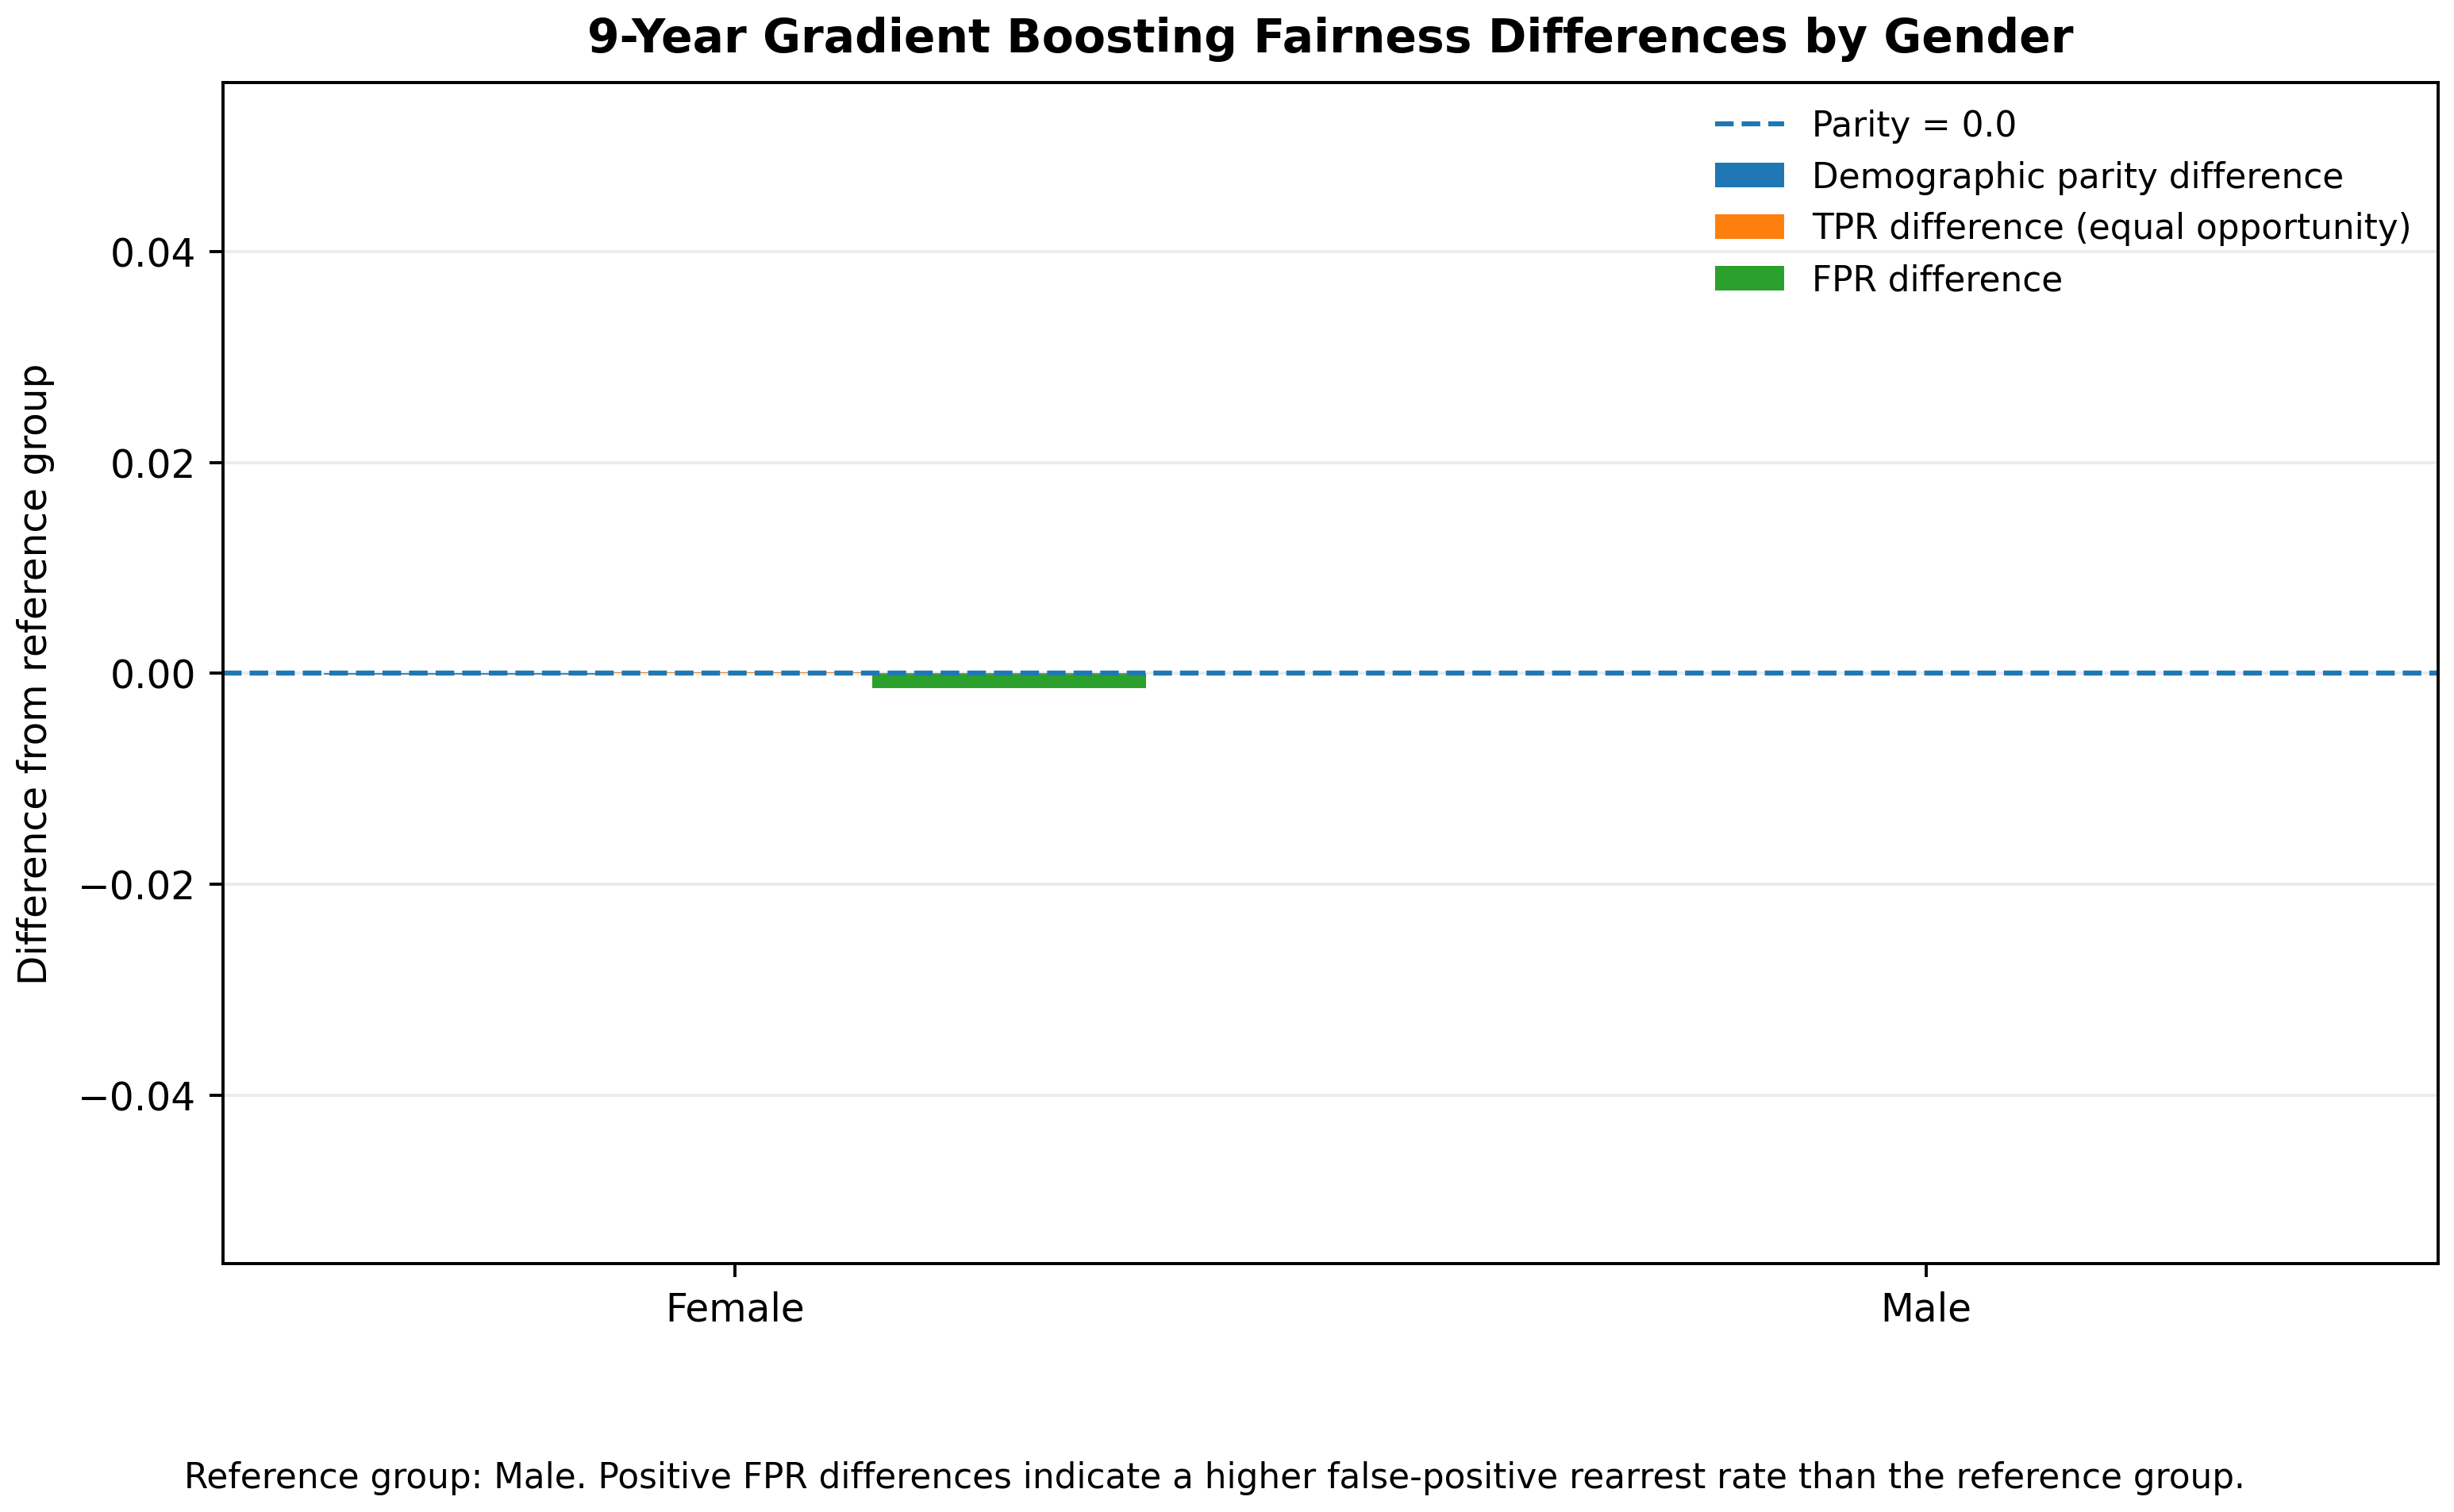 9-Year Gradient Boosting Fairness Differences by Gender
Parity = 0.0
Demographic parity difference
TPR difference (equal opportunity)
FPR difference
Difference from reference group
0.04
0.02
0.00
−0.02
−0.04
Female
Male
Reference group: Male. Positive FPR differences indicate a higher false-positive rearrest rate than the reference group.